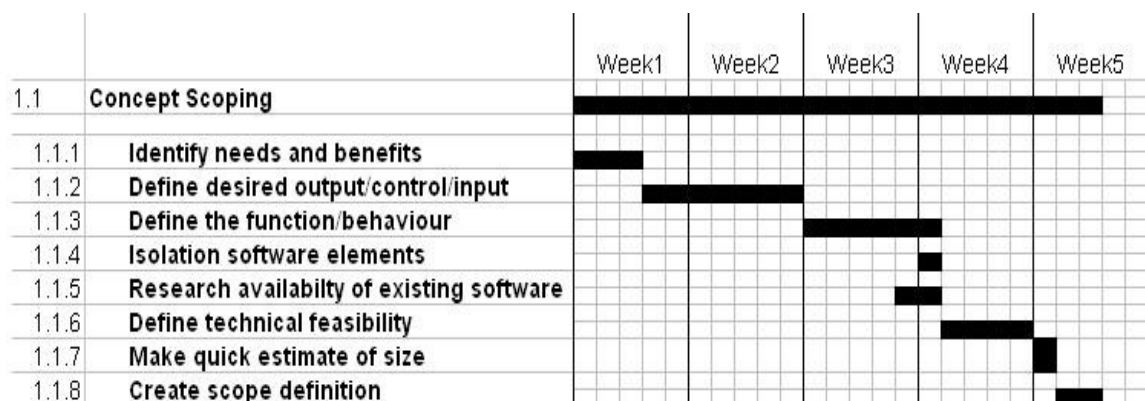 Week1 Week2 Week3 Week4 Week5
1.1 Concept Scoping
1.1.1 Identify needs and benefits
1.1.2 Define desired output/control/input
1.1.3 Define the function/behaviour
1.1.4 Isolation software elements
1.1.5 Research availabilty of existing software
1.1.6 Define technical feasibility
1.1.7 Make quick estimate of size
1.1.8 Create scope definition